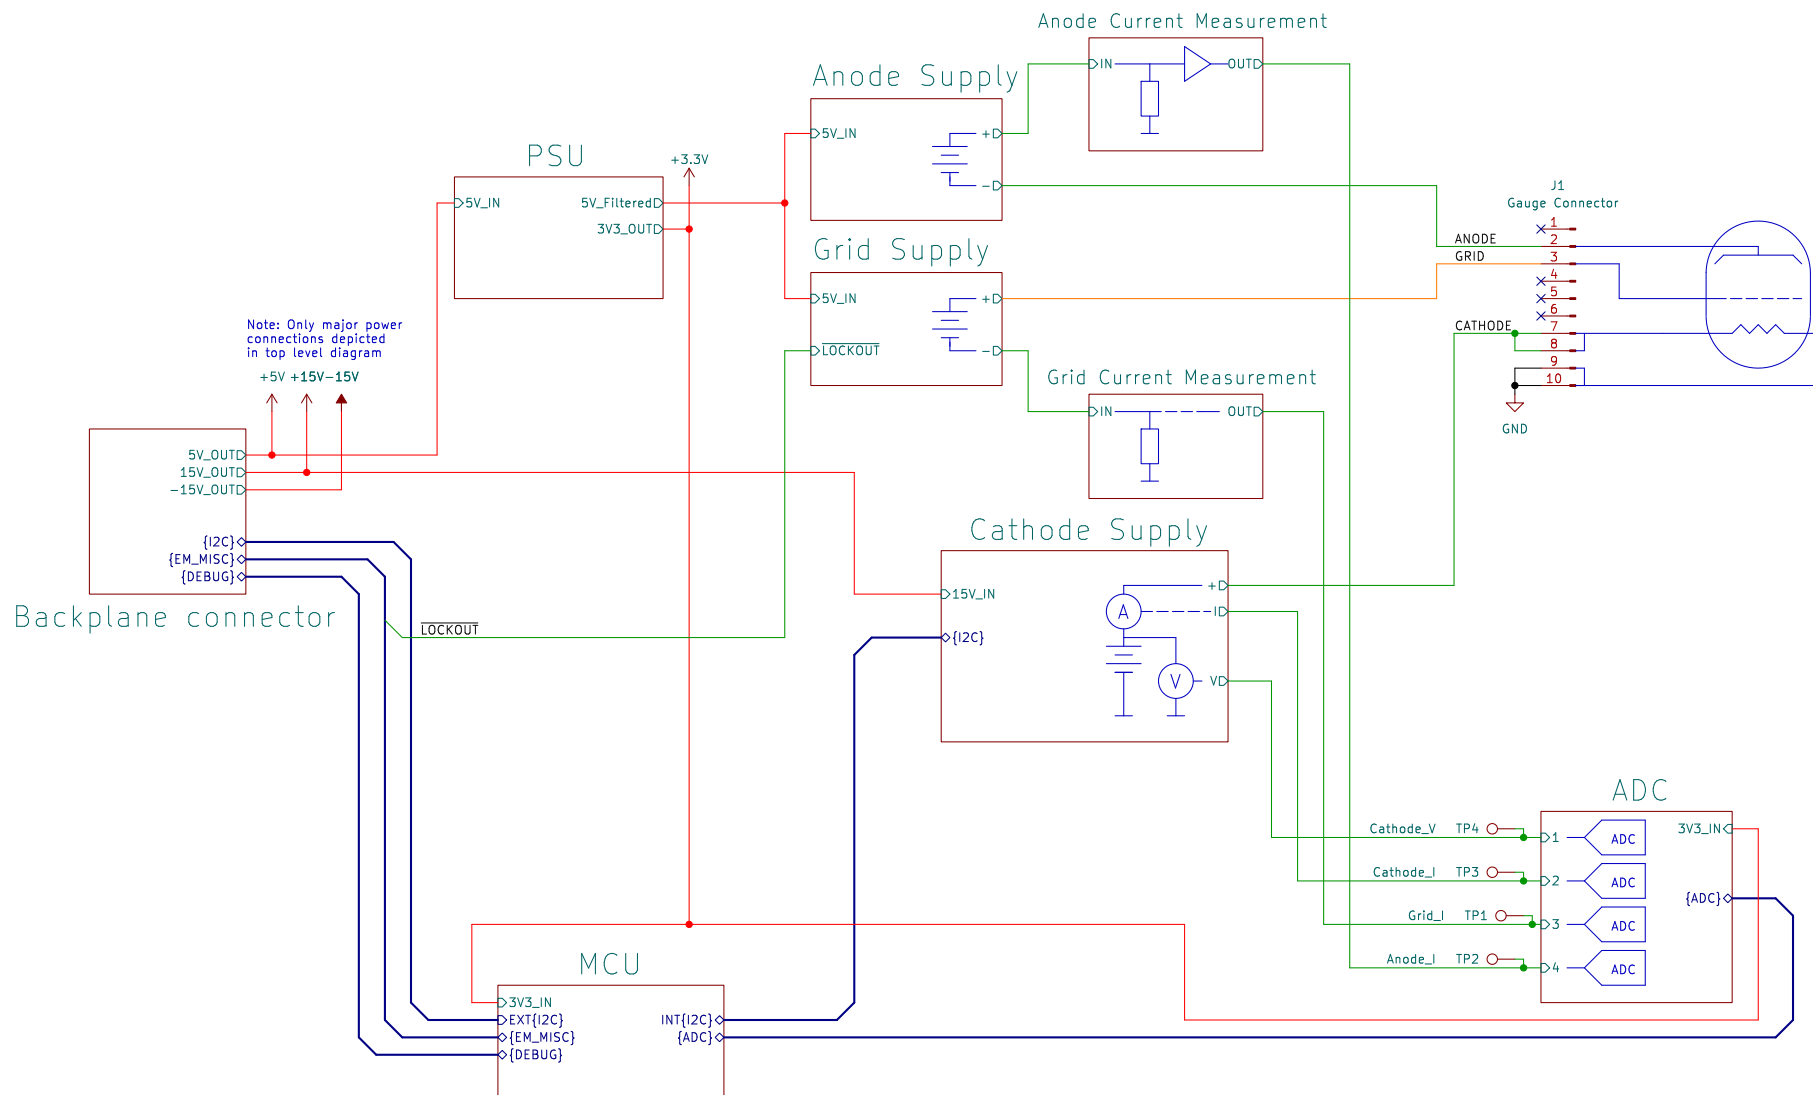 Anode Current Measurement
IN
OUT
Anode Supply
5V_IN
+
-
PSU
5V_IN
5V_Filtered
3V3_OUT
+3.3V
Grid Supply
5V_IN
LOCKOUT
+
-
Grid Current Measurement
IN
OUT
J1
Gauge Connector
1
2
3
4
5
6
7
8
9
10
ANODE
GRID
CATHODE
GND
Note: Only major power
connections depicted
in top level diagram
+5V
+15V
-15V
5V_OUT
15V_OUT
-15V_OUT
{I2C}
{EM_MISC}
{DEBUG}
Backplane connector
LOCKOUT
Cathode Supply
15V_IN
{I2C}
+
I
V
A
V
ADC
Cathode_V
TP4
1
ADC
3V3_IN
Cathode_I
TP3
2
ADC
{ADC}
Grid_I
TP1
3
ADC
Anode_I
TP2
4
ADC
MCU
3V3_IN
EXT{I2C}
{EM_MISC}
{DEBUG}
INT{I2C}
{ADC}